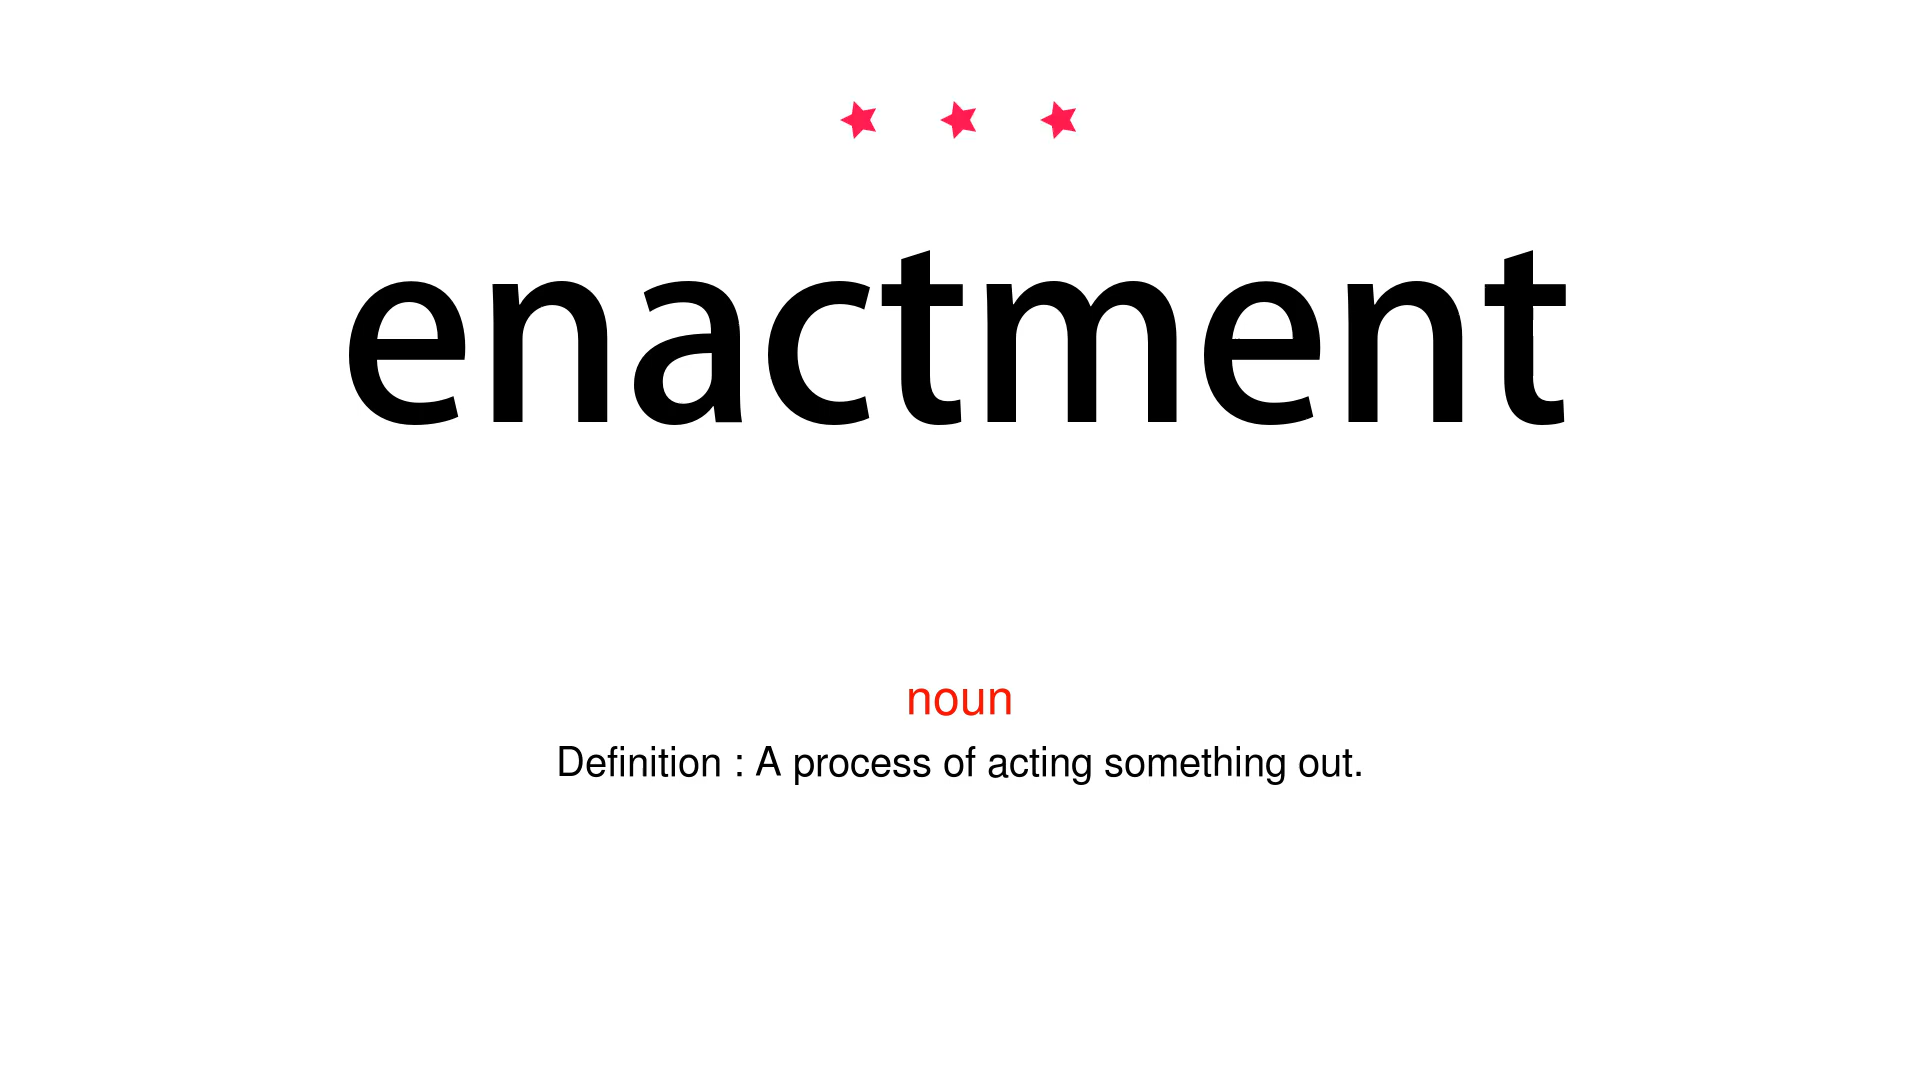 enactment
noun
Definition : A process of acting something out.